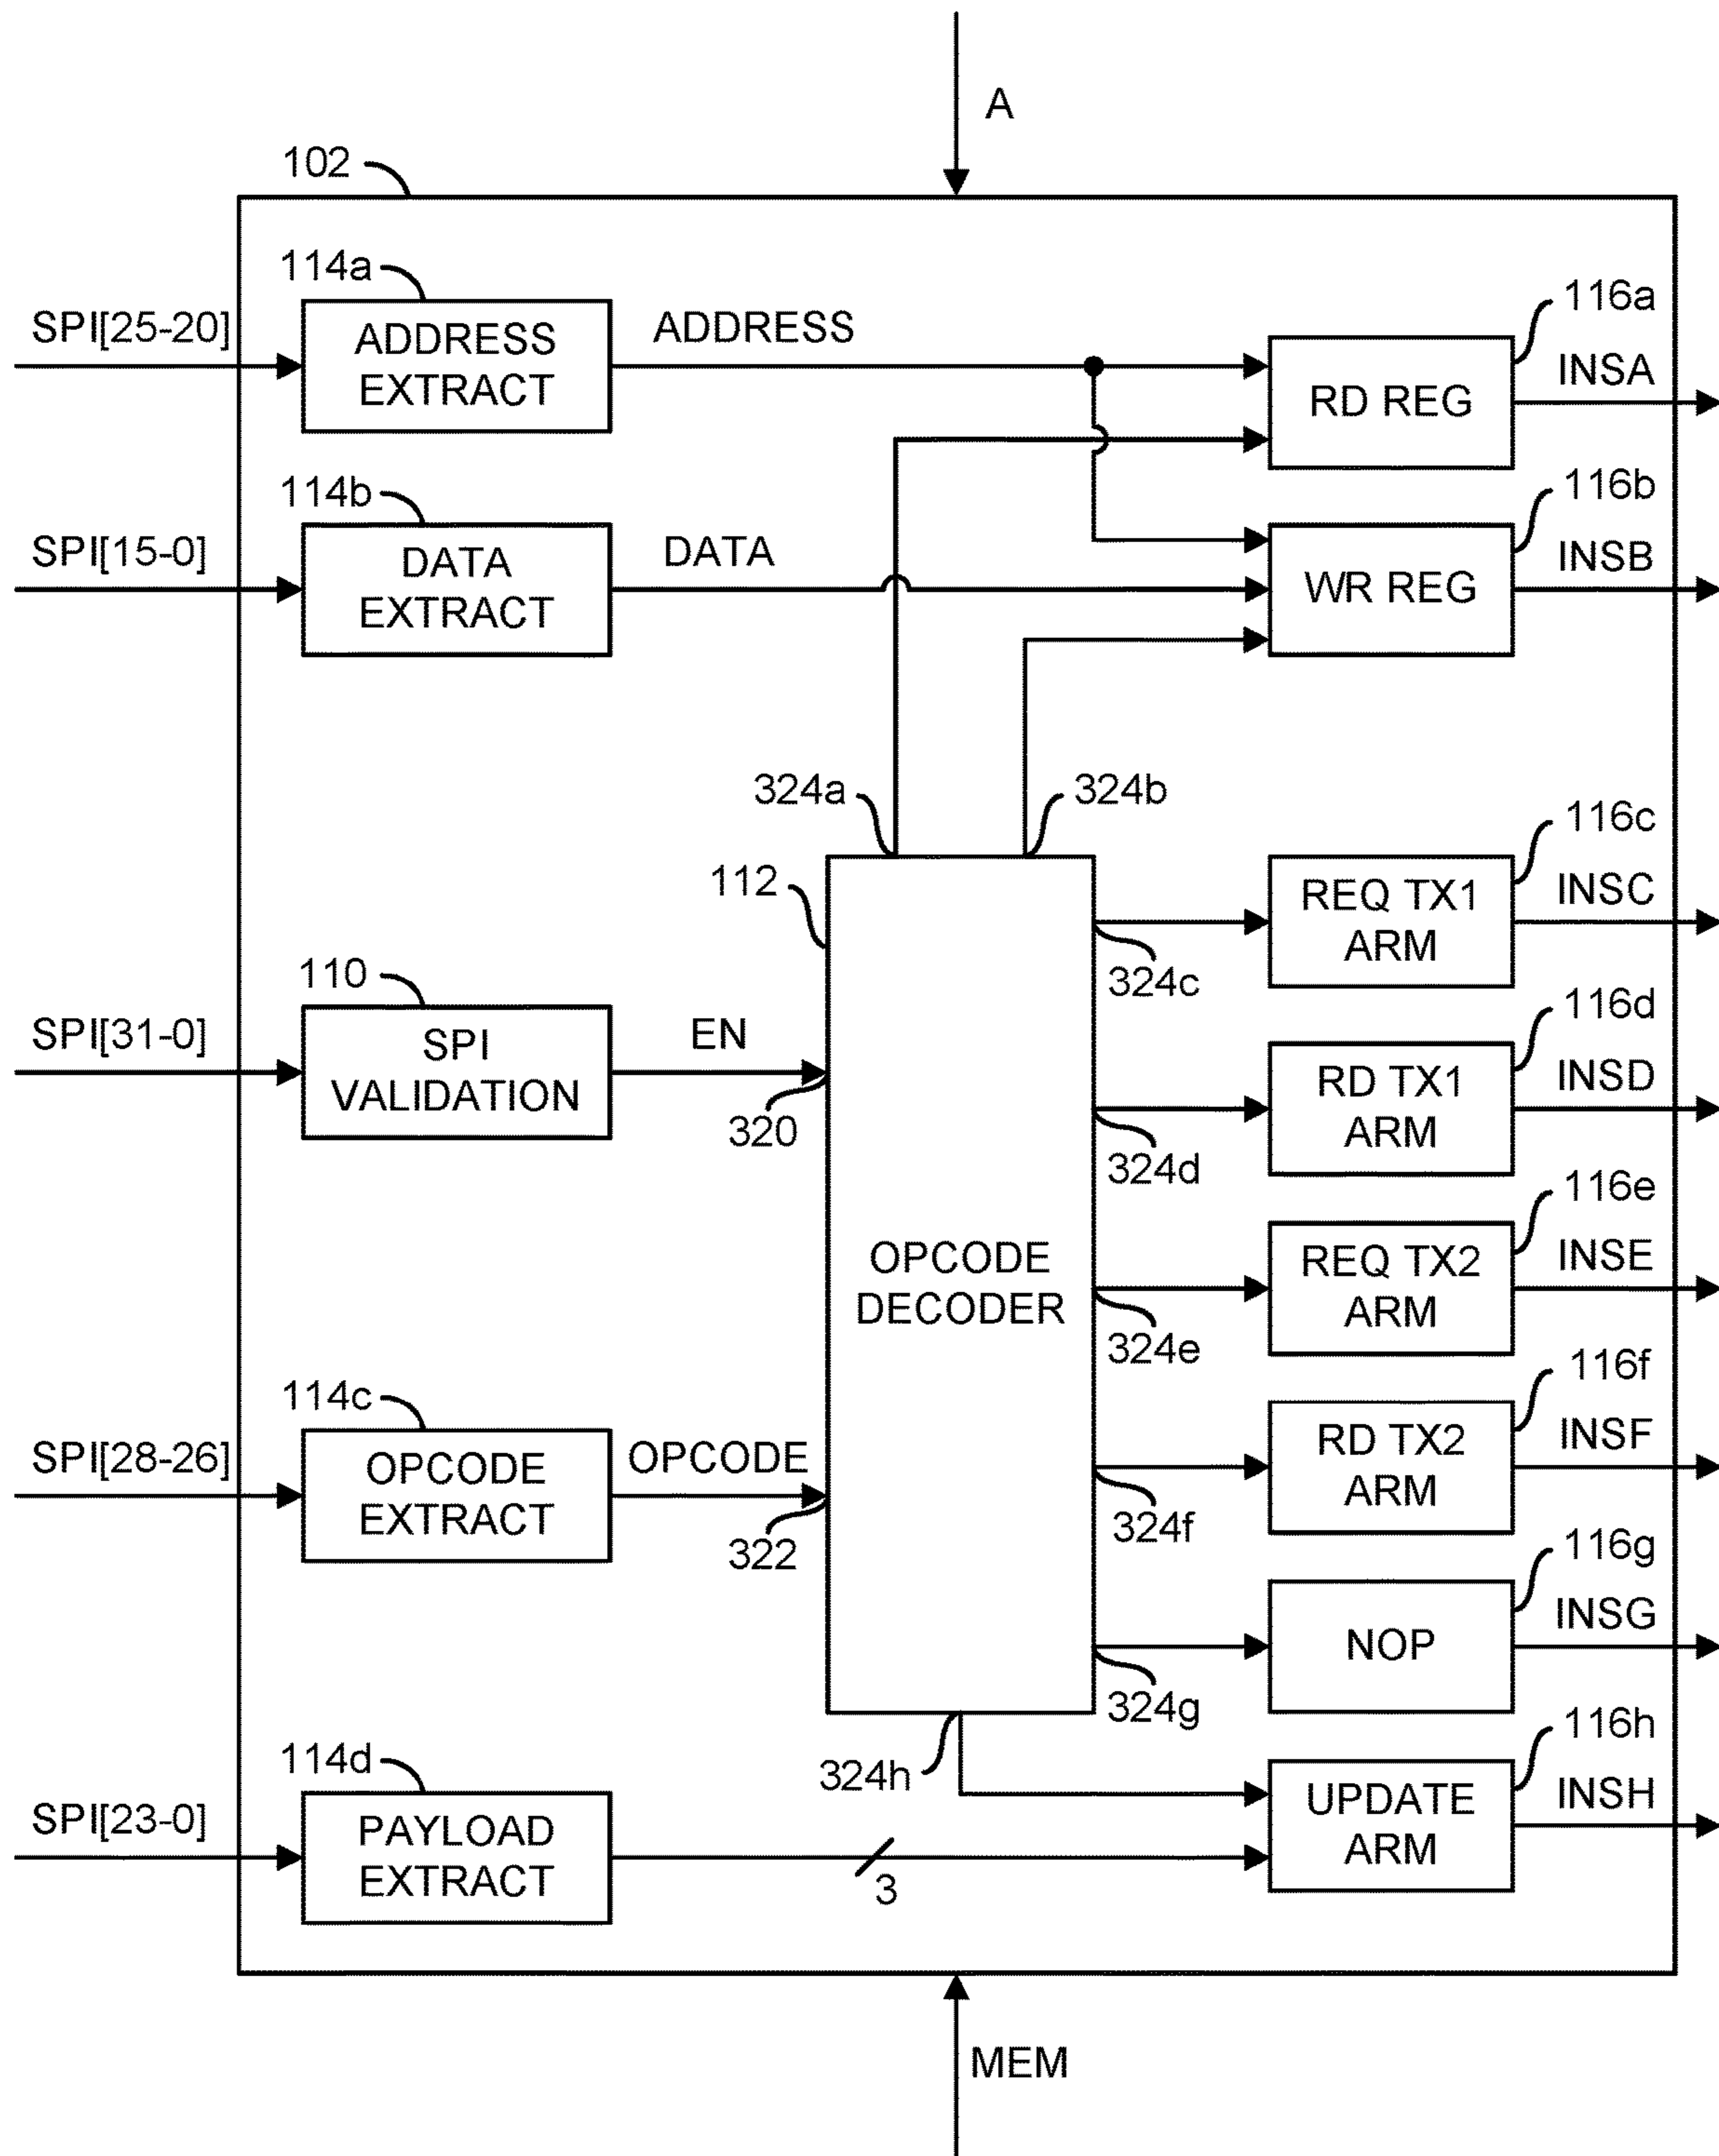 A
102
114a
SPI[25-20]
ADDRESS
EXTRACT
ADDRESS
116a
RD REG
INSA
114b
SPI[15-0]
DATA
EXTRACT
DATA
116b
WR REG
INSB
324a
324b
112
116c
REQ TX1
ARM
INSC
324c
110
SPI[31-0]
SPI
VALIDATION
EN
320
116d
RD TX1
ARM
INSD
324d
OPCODE
DECODER
116e
REQ TX2
ARM
INSE
324e
114c
SPI[28-26]
OPCODE
EXTRACT
OPCODE
322
116f
RD TX2
ARM
INSF
324f
116g
NOP
INSG
324g
324h
114d
SPI[23-0]
PAYLOAD
EXTRACT
3
116h
UPDATE
ARM
INSH
MEM